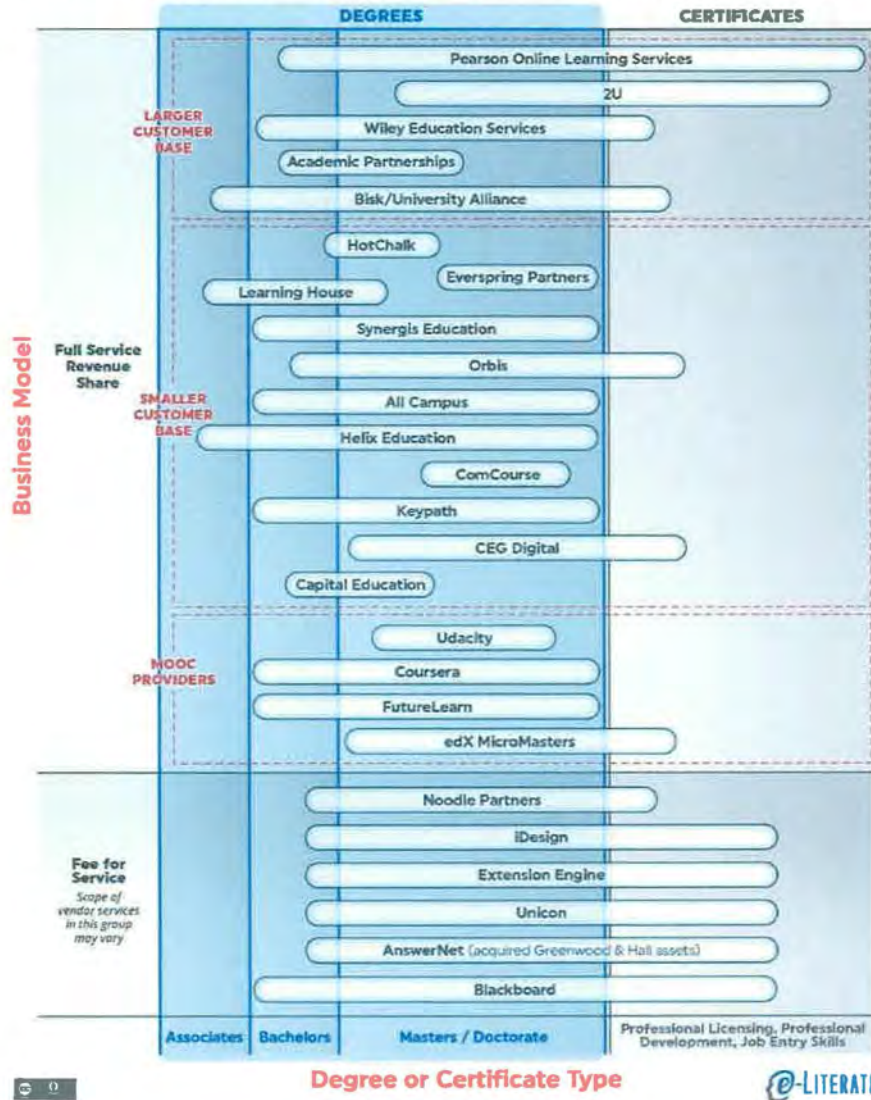 DEGREES
CERTIFICATES
Pearson Online Learning Services
2U
LARGER
CUSTOMER
BASE
Wiley Education Services
Academic Partnerships
Bisk/University Alliance
HotChalk
Everspring Partners
Learning House
Synergis Education
Business Model
Full Service
Revenue
Share
Orbis
SMALLER
CUSTOMER
BASE
All Campus
Helix Education
ComCourse
Keypath
CEG Digital
Capital Education
MOOC
PROVIDERS
Udacity
Coursera
FutureLearn
edX MicroMasters
Noodle Partners
iDesign
Fee for
Service
Scope of
vendor services
in this group
may vary
Extension Engine
Unicon
AnswerNet (acquired Greenwood & Hall assets)
Blackboard
Associates
Bachelors
Masters / Doctorate
Professional Licensing, Professional
Development, Job Entry Skills
Degree or Certificate Type
e-LITERATE